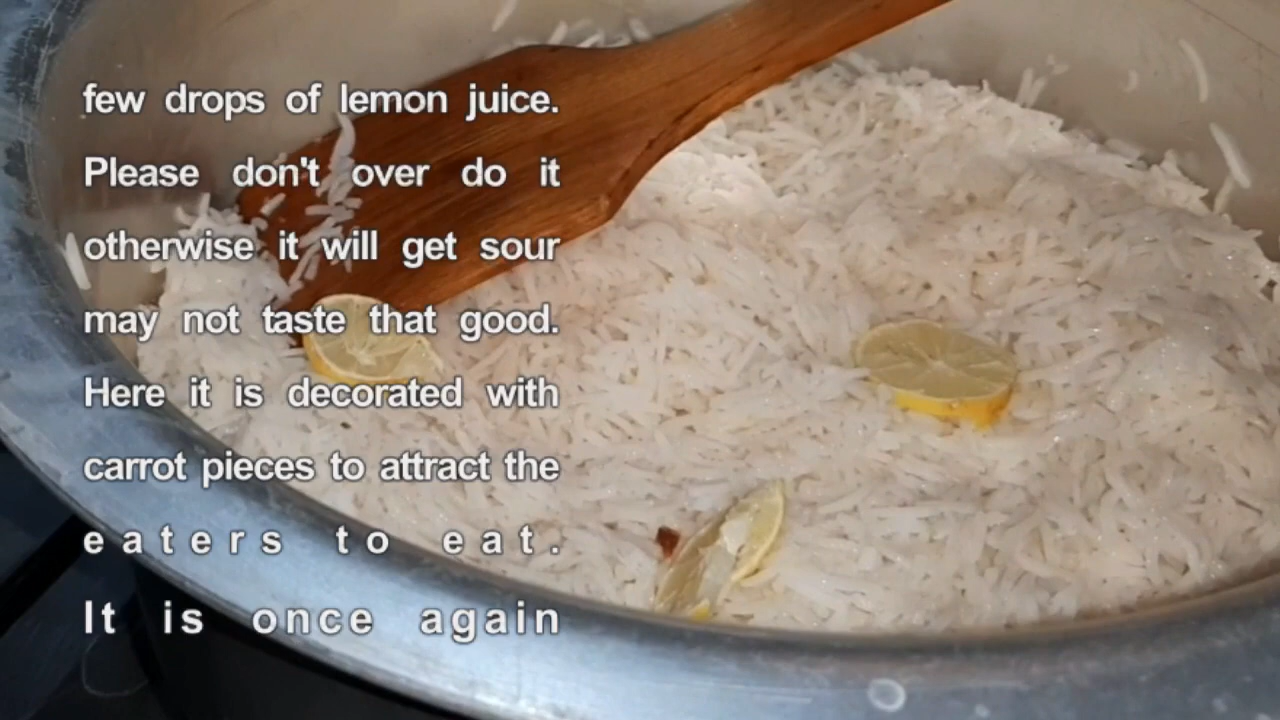 few drops of lemon juice.
Please don't over do it
otherwise it will get sour
may not taste that good.
Here it is decorated with
carrot pieces to attract the
eaters to eat.
It is once again